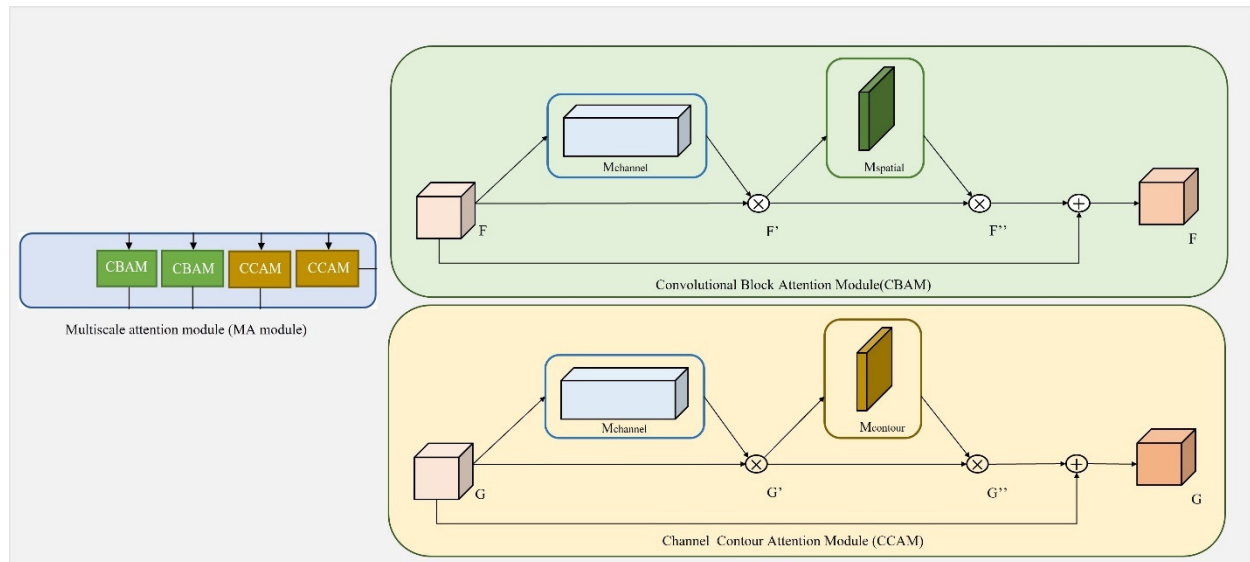 CBAM CBAM CCAM CCAM
Multiscale attention module (MA module)
Mchannel
Mspatial
F
F’
F’’
F
Convolutional Block Attention Module(CBAM)
Mchannel
Mcontour
G
G’
G’’
G
Channel Contour Attention Module (CCAM)